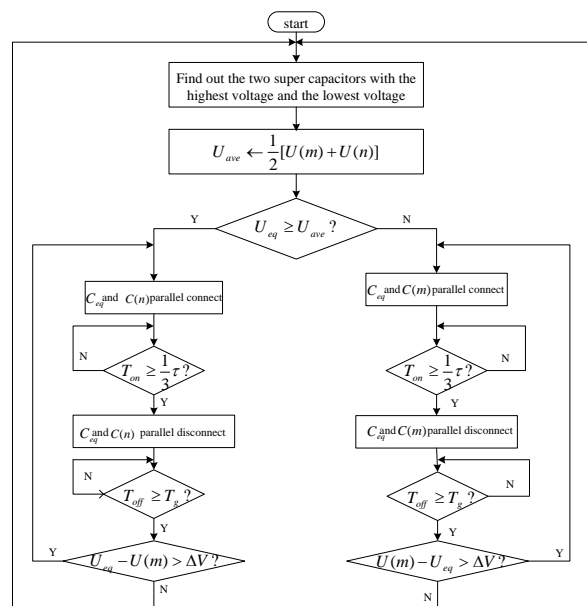 start
Find out the two super capacitors with the
highest voltage and the lowest voltage
U_ave ← 1/2 [U(m) + U(n)]
Y
U_eq ≥ U_ave ?
N
C_eq and C(n) parallel connect
C_eq and C(m) parallel connect
N
T_on ≥ 1/3 τ ?
Y
T_on ≥ 1/3 τ ?
N
Y
C_eq and C(n) parallel disconnect
C_eq and C(m) parallel disconnect
N
T_off ≥ T_g ?
Y
T_off ≥ T_g ?
N
Y
Y
U_eq − U(m) > ΔV ?
N
U(m) − U_eq > ΔV ?
Y
N